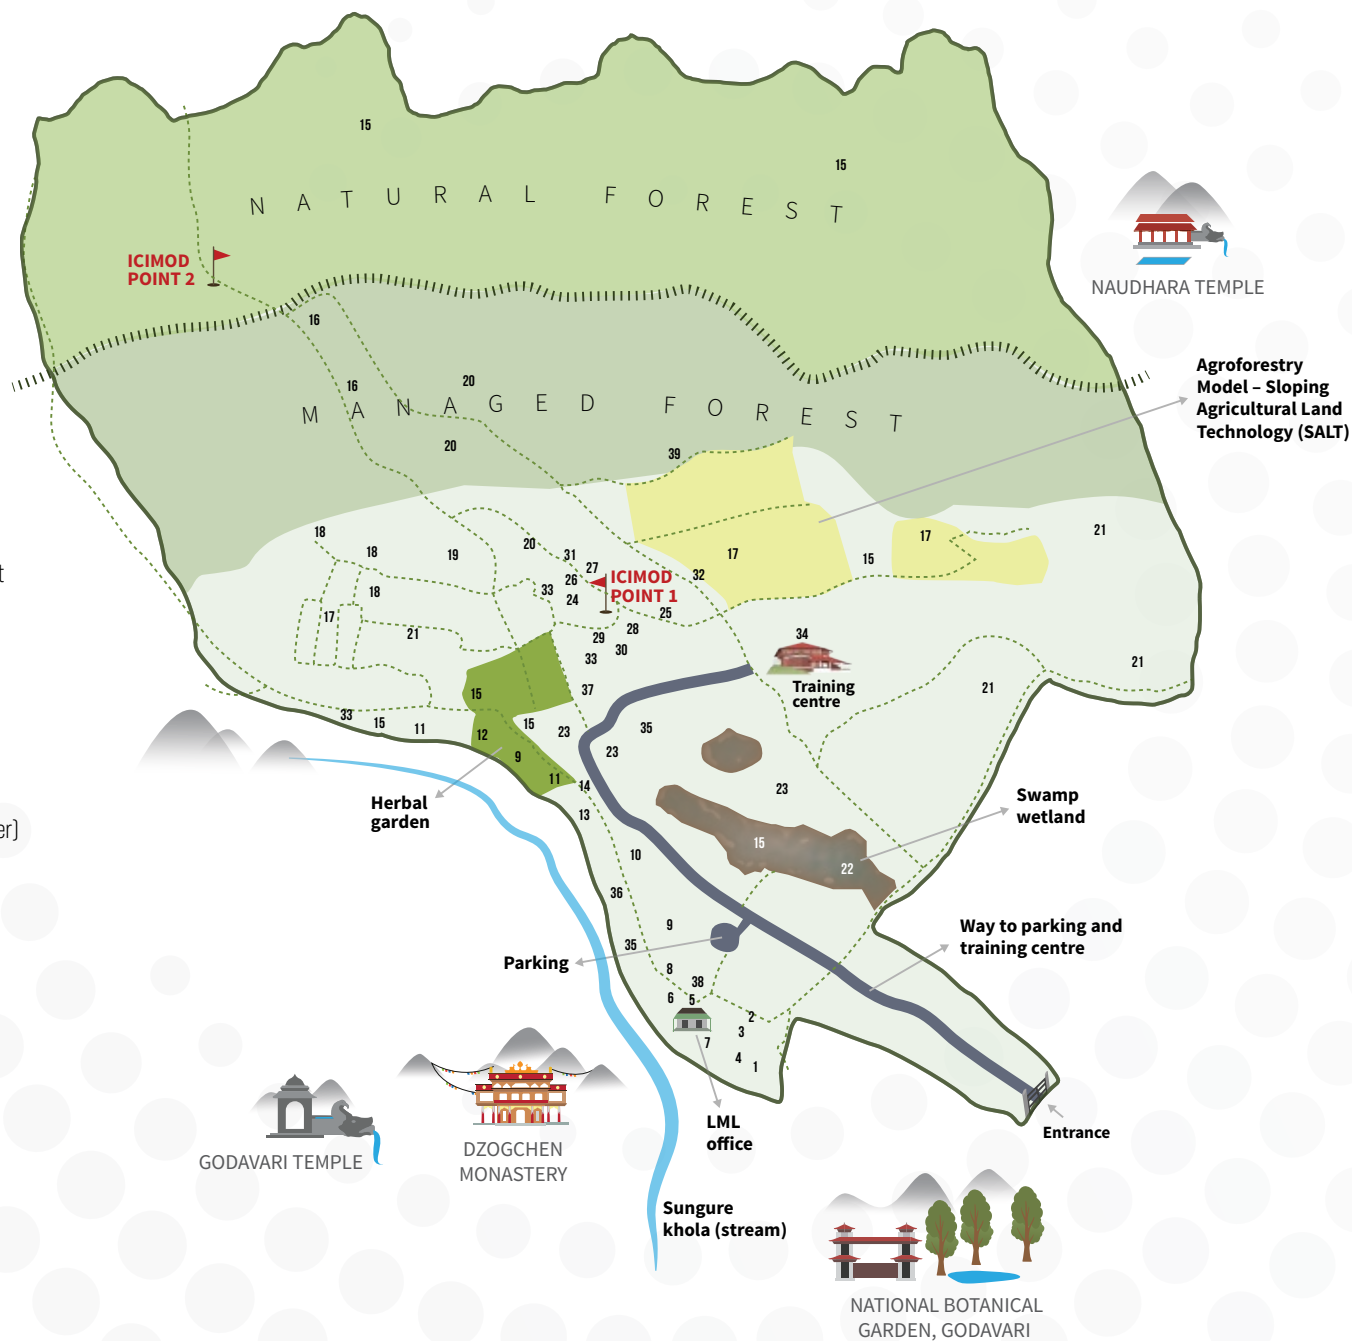 15
15
NATURAL FOREST
ICIMOD
POINT 2
NAUDHARA TEMPLE
16
Agroforestry
Model – Sloping
Agricultural Land
Technology (SALT)
16
20
MANAGED FOREST
20
39
18
18
19
20
31
27
26
24
33
ICIMOD
POINT 1
25
32
17
15
17
21
t
18
17
21
29
28
30
33
37
34
Training
centre
21
21
15
33
15
11
12
15
9
11
23
23
35
14
13
23
Herbal
garden
Swamp
wetland
er)
15
22
10
36
9
35
Parking
Way to parking and
training centre
8
38
6
5
2
3
7
4
1
LML
office
Entrance
GODAVARI TEMPLE
DZOGCHEN
MONASTERY
Sungure
khola (stream)
NATIONAL BOTANICAL
GARDEN, GODAVARI